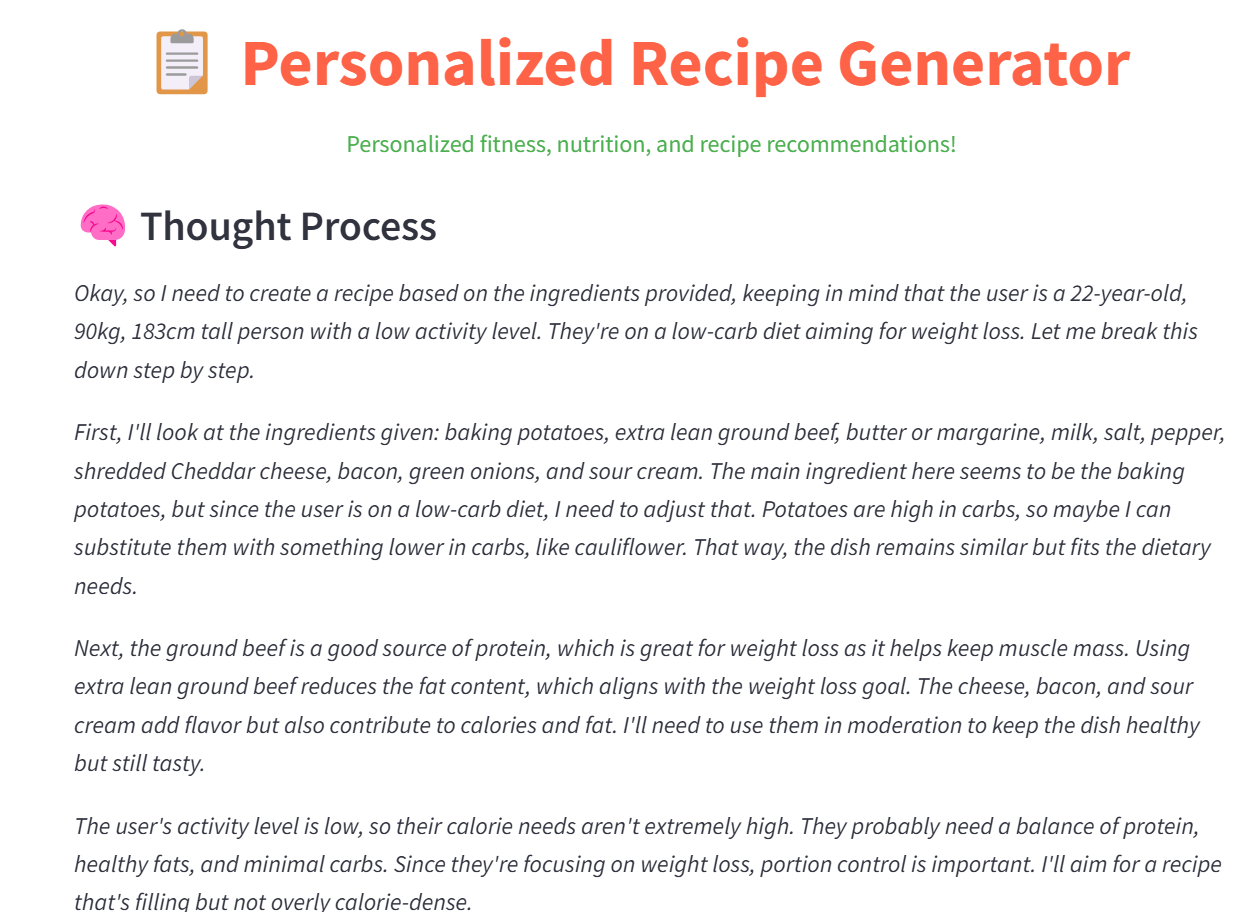 Personalized Recipe Generator
Personalized fitness, nutrition, and recipe recommendations!
Thought Process
Okay, so I need to create a recipe based on the ingredients provided, keeping in mind that the user is a 22-year-old,
90kg, 183cm tall person with a low activity level. They're on a low-carb diet aiming for weight loss. Let me break this
down step by step.
First, I'll look at the ingredients given: baking potatoes, extra lean ground beef, butter or margarine, milk, salt, pepper,
shredded Cheddar cheese, bacon, green onions, and sour cream. The main ingredient here seems to be the baking
potatoes, but since the user is on a low-carb diet, I need to adjust that. Potatoes are high in carbs, so maybe I can
substitute them with something lower in carbs, like cauliflower. That way, the dish remains similar but fits the dietary
needs.
Next, the ground beef is a good source of protein, which is great for weight loss as it helps keep muscle mass. Using
extra lean ground beef reduces the fat content, which aligns with the weight loss goal. The cheese, bacon, and sour
cream add flavor but also contribute to calories and fat. I'll need to use them in moderation to keep the dish healthy
but still tasty.
The user's activity level is low, so their calorie needs aren't extremely high. They probably need a balance of protein,
healthy fats, and minimal carbs. Since they're focusing on weight loss, portion control is important. I'll aim for a recipe
that's filling but not overly calorie-dense.